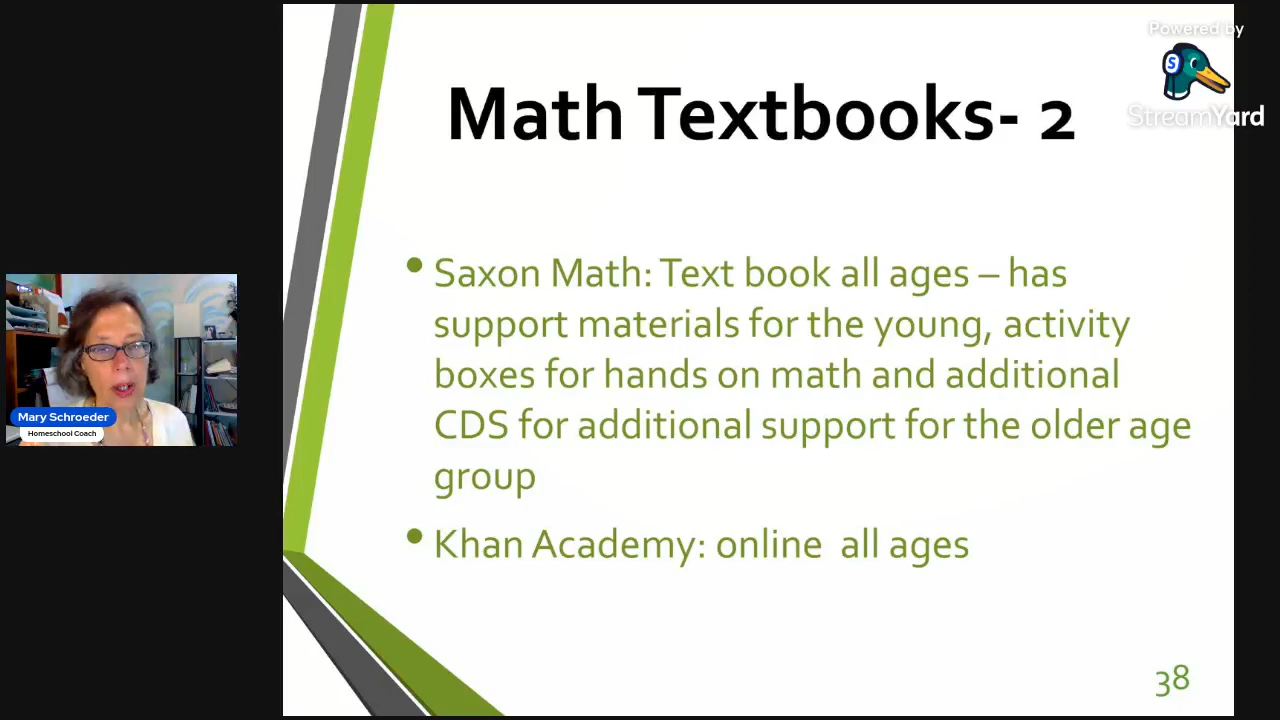 Powered by
StreamYard
Math Textbooks- 2
• Saxon Math: Text book all ages – has
support materials for the young, activity
boxes for hands on math and additional
CDS for additional support for the older age
group
• Khan Academy: online  all ages
Mary Schroeder
Homeschool Coach
38
S